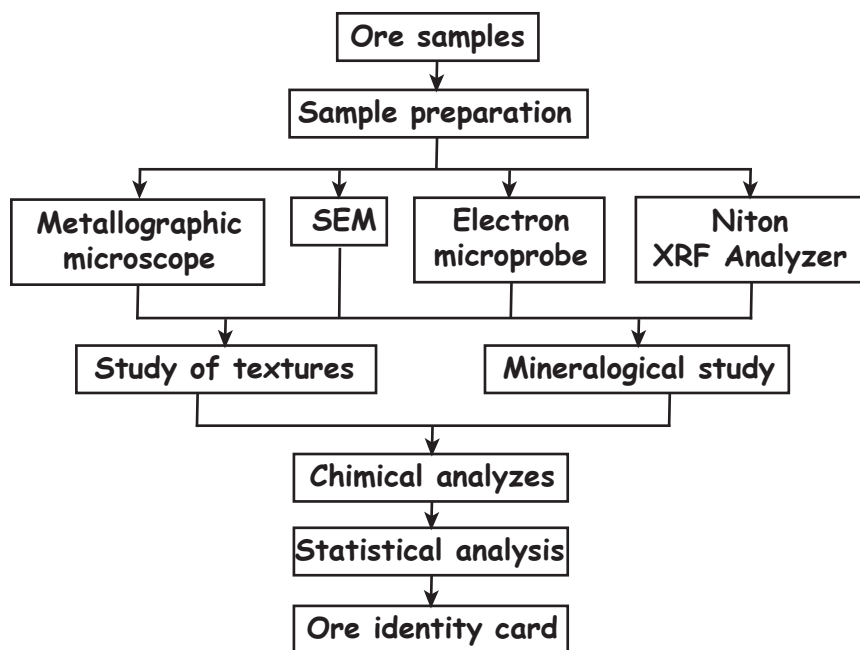 Ore samples
Sample preparation
Metallographic
microscope
SEM
Electron
microprobe
Niton
XRF Analyzer
Study of textures
Mineralogical study
Chimical analyzes
Statistical analysis
Ore identity card